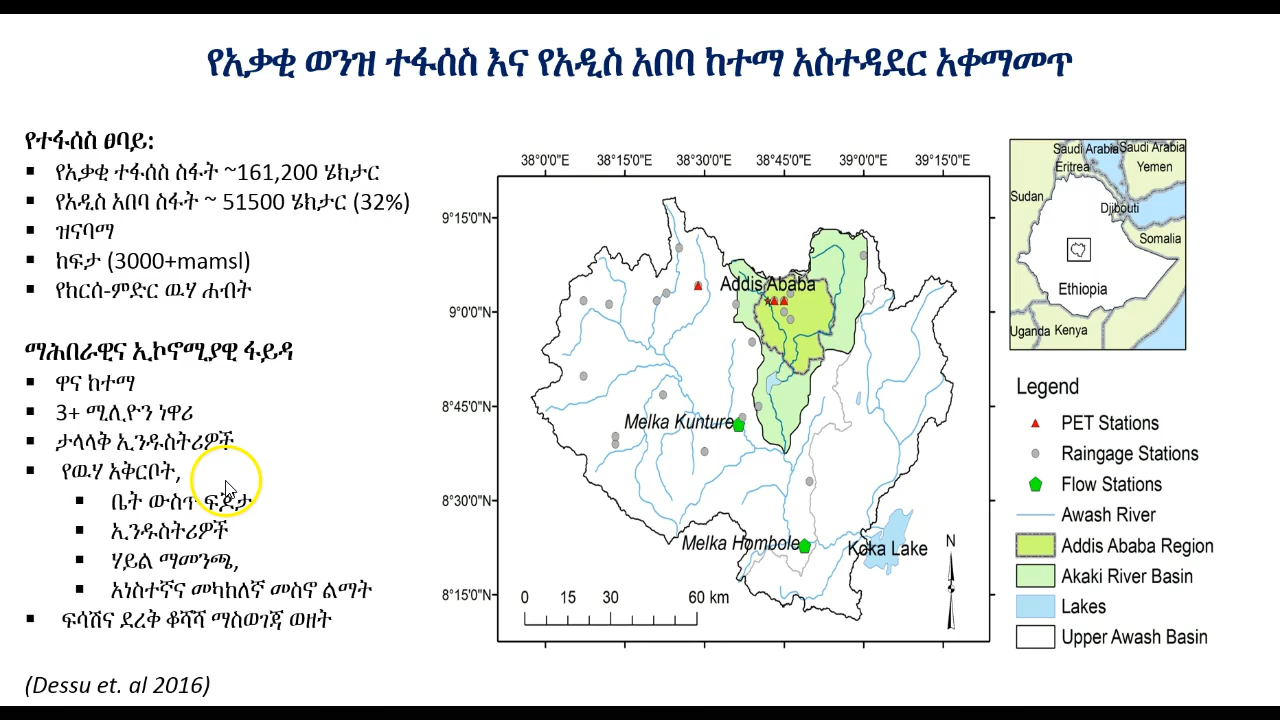 የአቃቂ ወንዝ ተፋሰስ እና የአዲስ አበባ ከተማ አስተዳደር አቀማመጥ
የተፋሰስ ፀባይ:
▪ የአቃቂ ተፋሰስ ስፋት ~161,200 ሄክታር
▪ የአዲስ አበባ ስፋት ~ 51500 ሄክታር (32%)
▪ ዝናባማ
▪ ከፍታ (3000+mamsl)
▪ የከርሰ-ምድር ዉሃ ሐብት
ማሕበራዊና ኢኮኖሚያዊ ፋይዳ
▪ ዋና ከተማ
▪ 3+ ሚሊዮን ነዋሪ
▪ ታላላቅ ኢንዱስትሪዎች
▪ የዉሃ አቅርቦት,
▪ ቤት ውስጥ ፍጆታ
▪ ኢንዱስትሪዎች
▪ ሃይል ማመንጫ,
▪ አነስተኛና መካከለኛ መስኖ ልማት
▪ ፍሳሽና ደረቅ ቆሻሻ ማስወገጃ ወዘት
(Dessu et. al 2016)
38°0'0"E 38°15'0"E 38°30'0"E 38°45'0"E 39°0'0"E 39°15'0"E
9°15'0"N
9°0'0"N
8°45'0"N
8°30'0"N
8°15'0"N
Addis Ababa
Melka Kunture
Melka Hombole
Koka Lake
N
0 15 30 60 km
Saudi Arabia
Saudi Arabia
Eritrea
Yemen
Sudan
Djibouti
Somalia
Ethiopia
Uganda
Kenya
Legend
PET Stations
Raingage Stations
Flow Stations
Awash River
Addis Ababa Region
Akaki River Basin
Lakes
Upper Awash Basin